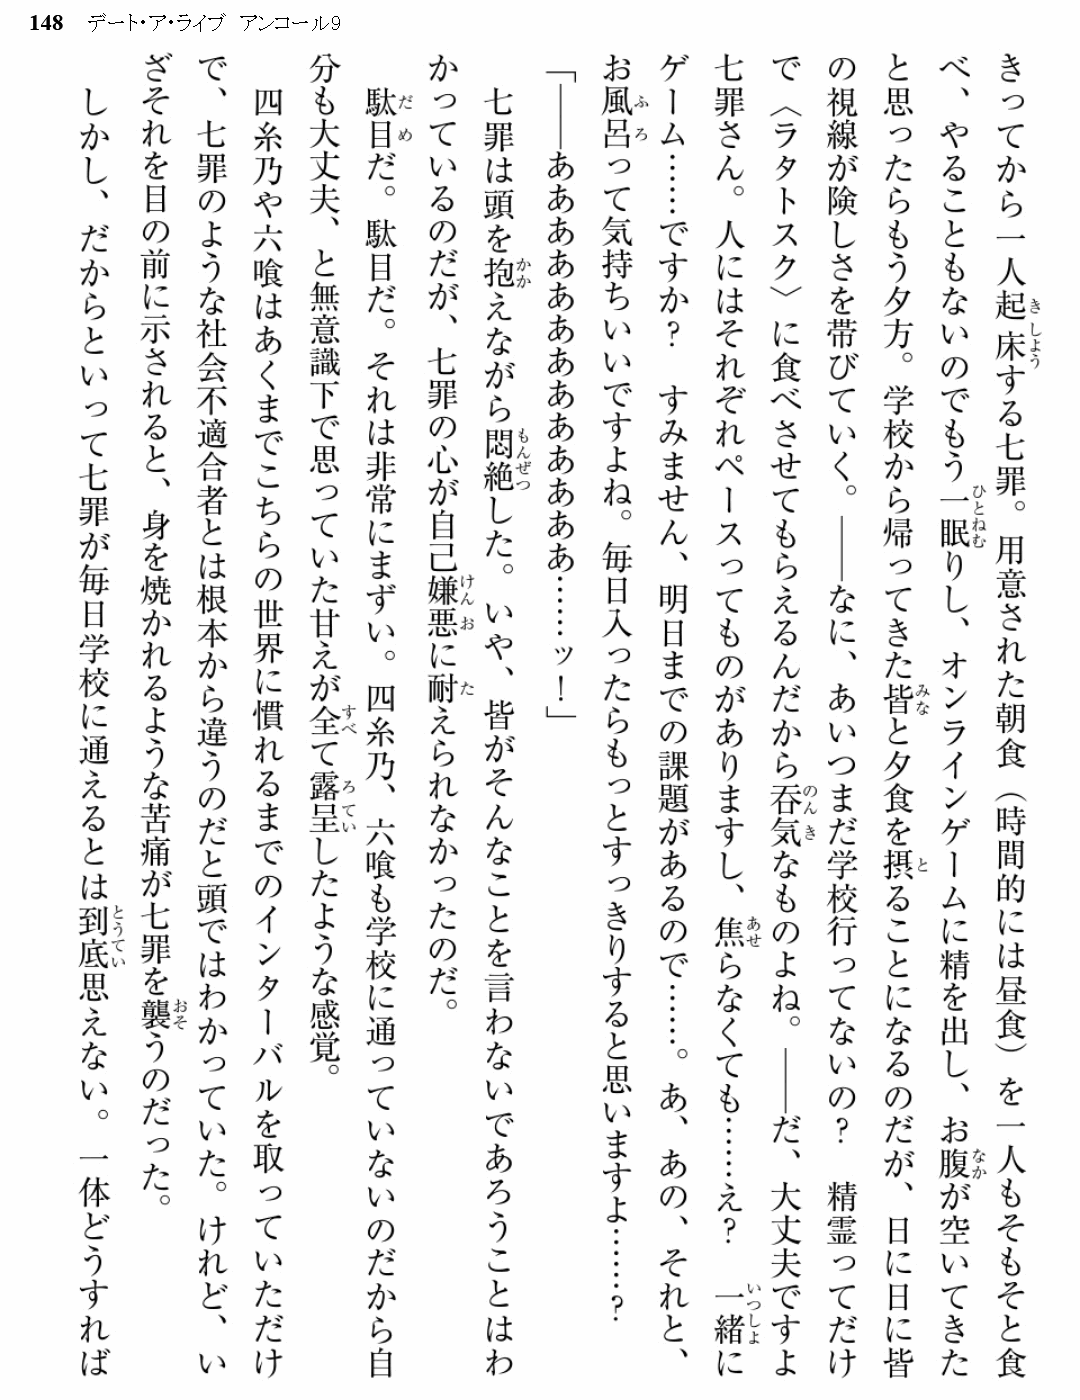 148　デート・ア・ライブ　アンコール9
きってから一人起床する七罪。用意された朝食（時間的には昼食）を一人もそもそと食
べ、やることもないのでもう一眠りし、オンラインゲームに精を出し、お腹が空いてきた
と思ったらもう夕方。学校から帰ってきた皆と夕食を摂ることになるのだが、日に日に皆
の視線が険しさを帯びていく。――なに、あいつまだ学校行ってないの？　精霊ってだけ
で〈ラタトスク〉に食べさせてもらえるんだから呑気なものよね。――だ、大丈夫ですよ
七罪さん。人にはそれぞれペースってものがありますし、焦らなくても……え？　一緒に
ゲーム……ですか？　すみません、明日までの課題があるので……。あ、あの、それと、
お風呂って気持ちいいですよね。毎日入ったらもっとすっきりすると思いますよ……？
「――ああああああああああああああ……ッ！」
七罪は頭を抱えながら悶絶した。いや、皆がそんなことを言わないであろうことはわ
かっているのだが、七罪の心が自己嫌悪に耐えられなかったのだ。
駄目だ。駄目だ。それは非常にまずい。四糸乃、六喰も学校に通っていないのだから自
分も大丈夫、と無意識下で思っていた甘えが全て露呈したような感覚。
四糸乃や六喰はあくまでこちらの世界に慣れるまでのインターバルを取っていただけ
で、七罪のような社会不適合者とは根本から違うのだと頭ではわかっていた。けれど、い
ざそれを目の前に示されると、身を焼かれるような苦痛が七罪を襲うのだった。
しかし、だからといって七罪が毎日学校に通えるとは到底思えない。一体どうすれば